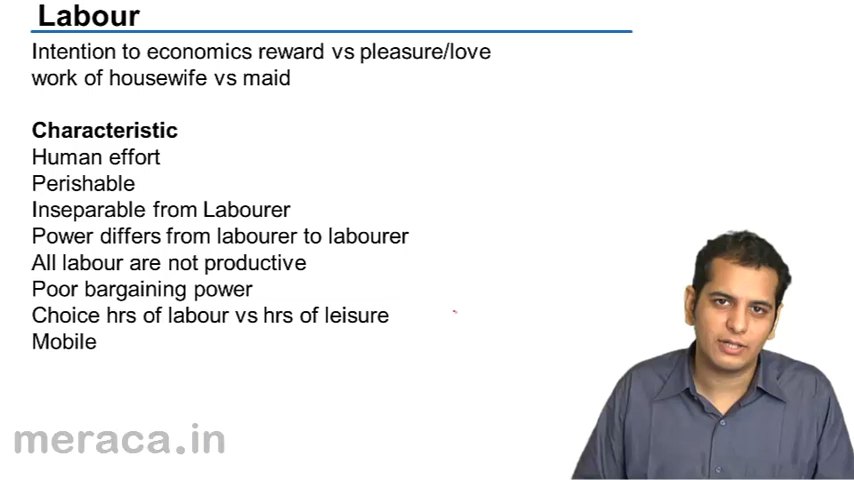 Labour
Intention to economics reward vs pleasure/love
work of housewife vs maid
Characteristic
Human effort
Perishable
Inseparable from Labourer
Power differs from labourer to labourer
All labour are not productive
Poor bargaining power
Choice hrs of labour vs hrs of leisure
Mobile
meraca.in